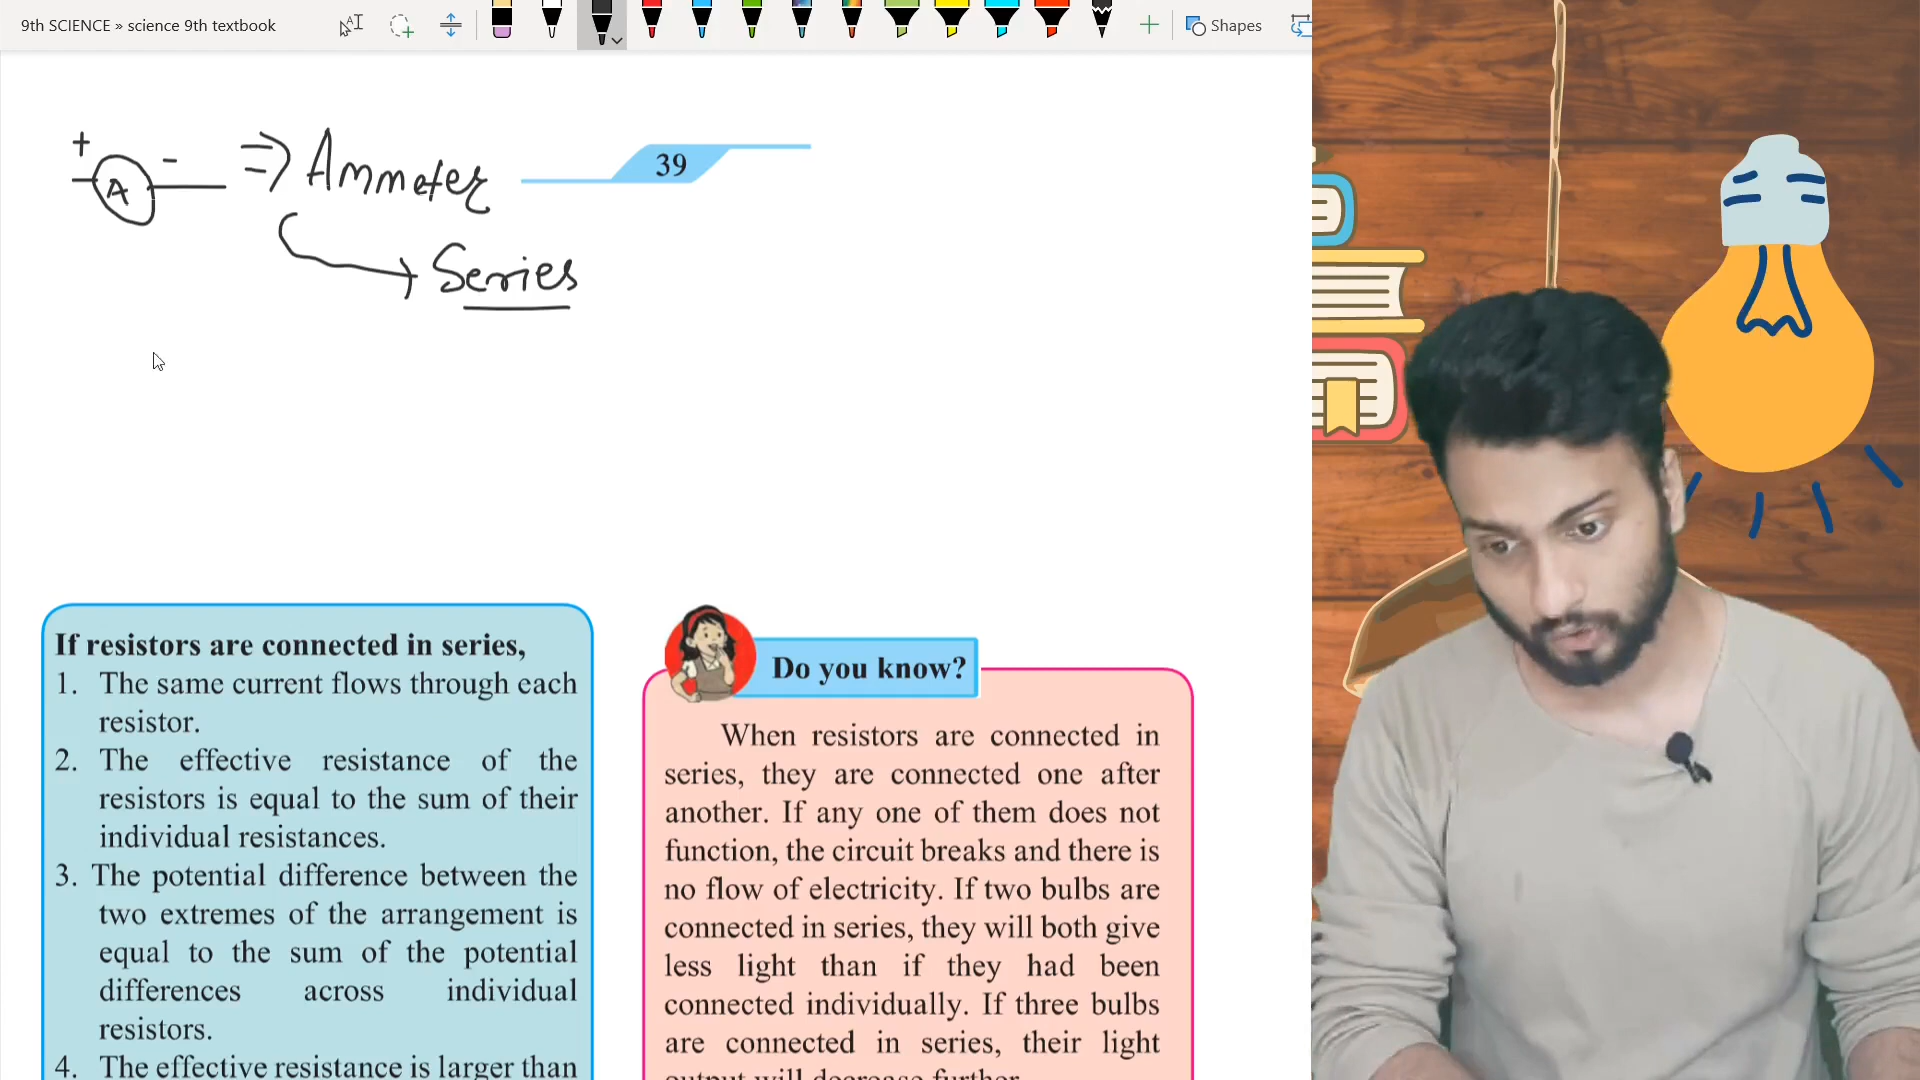 9th SCIENCE » science 9th textbook
Shapes
+
-
A
⇒ Ammeter
39
→ Series
If resistors are connected in series,
1. The same current flows through each
resistor.
2. The effective resistance of the
resistors is equal to the sum of their
individual resistances.
3. The potential difference between the
two extremes of the arrangement is
equal to the sum of the potential
differences across individual
resistors.
4. The effective resistance is larger than
Do you know?
When resistors are connected in
series, they are connected one after
another. If any one of them does not
function, the circuit breaks and there is
no flow of electricity. If two bulbs are
connected in series, they will both give
less light than if they had been
connected individually. If three bulbs
are connected in series, their light
output will decrease further.